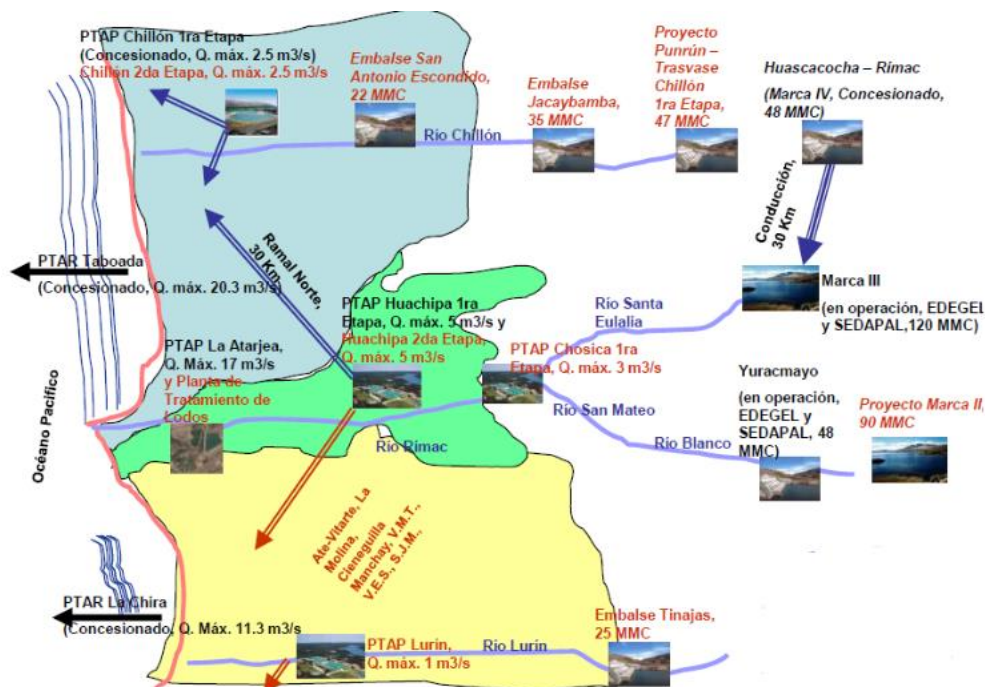 PTAP Chillón 1ra Etapa
(Concesionado, Q. máx. 2.5 m3/s)
Chillón 2da Etapa, Q. máx. 2.5 m3/s
Embalse San
Antonio Escondido,
22 MMC
Río Chillón
Embalse
Jacaybamba,
35 MMC
Proyecto
Punrún –
Trasvase
Chillón
1ra Etapa,
47 MMC
Huascacocha – Rímac
(Marca IV, Concesionado,
48 MMC)
Conducción,
30 Km
Marca III
(en operación, EDEGEL
y SEDAPAL,120 MMC)
Río Santa
Eulalia
Ramal Norte,
30 Km
PTAR Taboada
(Concesionado, Q. máx. 20.3 m3/s)
PTAP Huachipa 1ra
Etapa, Q. máx. 5 m3/s y
Huachipa 2da Etapa,
Q. máx. 5 m3/s
PTAP La Atarjea,
Q. Máx. 17 m3/s
y Planta de
Tratamiento de
Lodos
PTAP Chosica 1ra
Etapa, Q. máx. 3 m3/s
Yuracmayo
(en operación,
EDEGEL y
SEDAPAL, 48
MMC)
Proyecto Marca II,
90 MMC
Río San Mateo
Río Blanco
Río Rímac
Océano Pacífico
Ate-Vitarte, La
Molina,
Cieneguilla
Manchay, V.M.T.,
V.E.S., S.J.M.,
PTAR La Chira
(Concesionado, Q. Máx. 11.3 m3/s
PTAP Lurín,
Q. máx. 1 m3/s
Río Lurín
Embalse Tinajas,
25 MMC